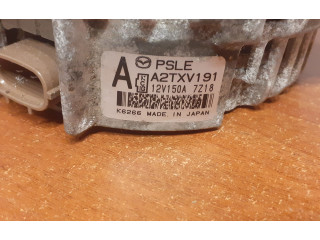 PSLE
A A2TXV191
12V150A 7Z18
K6266 MADE IN JAPAN